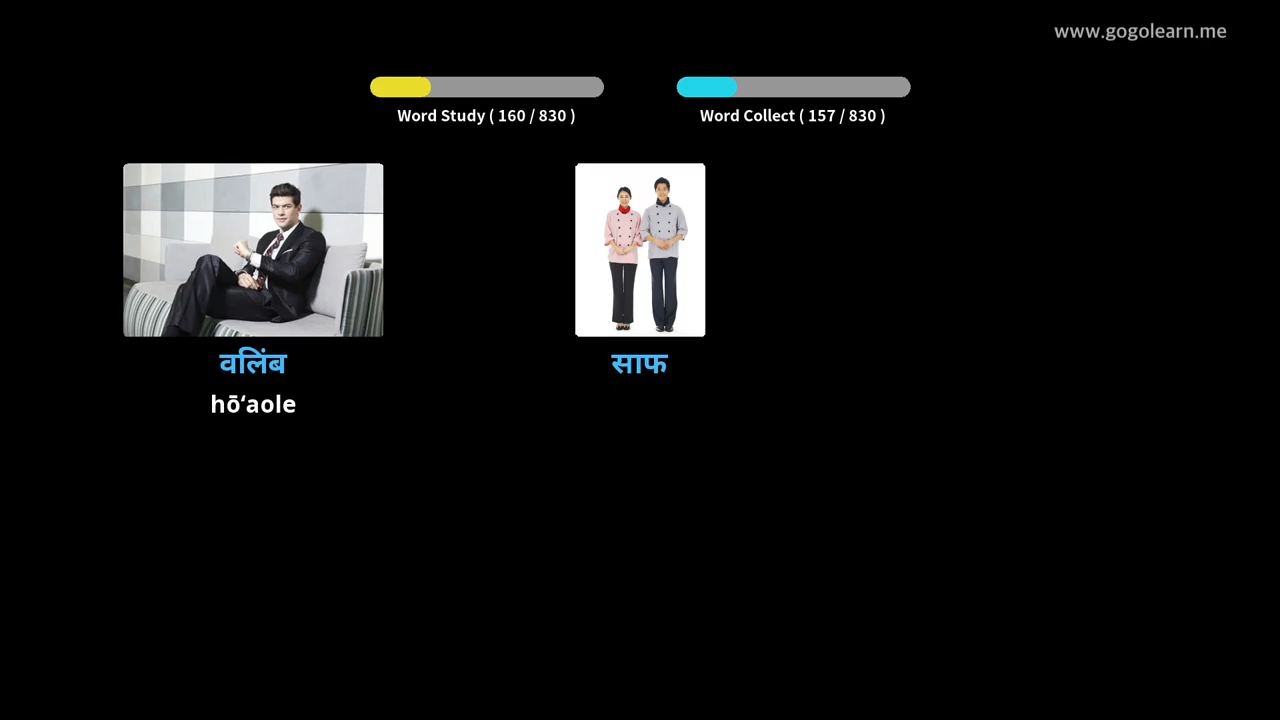 www.gogolearn.me
Word Study ( 160 / 830 )
Word Collect ( 157 / 830 )
वलिंब
साफ
hōʻaole